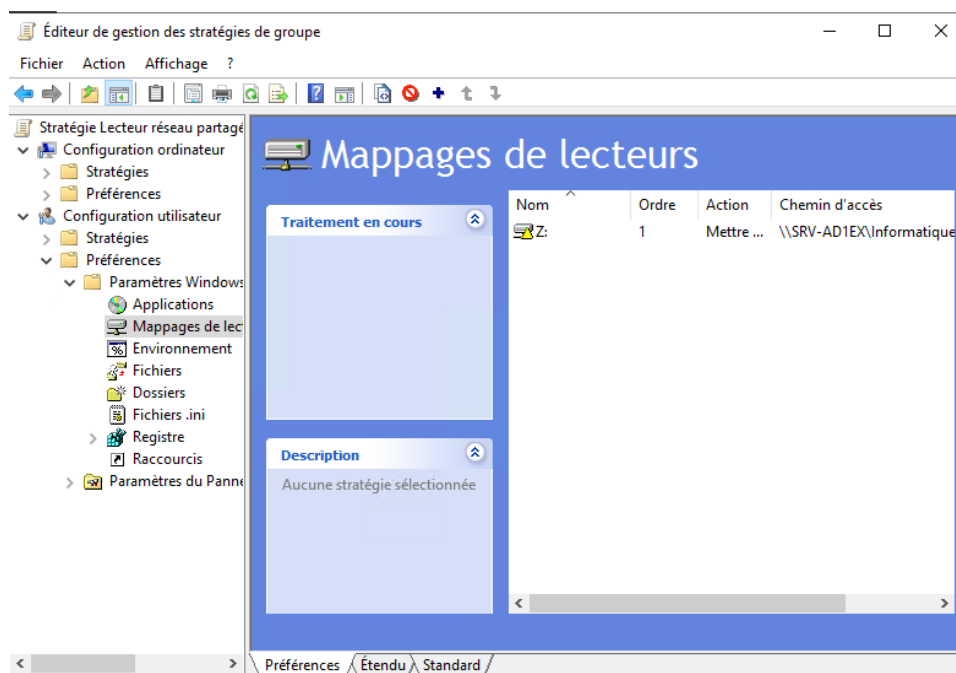 Éditeur de gestion des stratégies de groupe
Fichier Action Affichage ?
Stratégie Lecteur réseau partagé
Configuration ordinateur
Stratégies
Préférences
Configuration utilisateur
Stratégies
Préférences
Paramètres Windows
Applications
Mappages de lec
Environnement
Fichiers
Dossiers
Fichiers .ini
Registre
Raccourcis
Paramètres du Panne
Mappages de lecteurs
Traitement en cours
Description
Aucune stratégie sélectionnée
Nom Ordre Action Chemin d'accès
Z: 1 Mettre ... \\SRV-AD1EX\Informatique
Préférences Étendu Standard